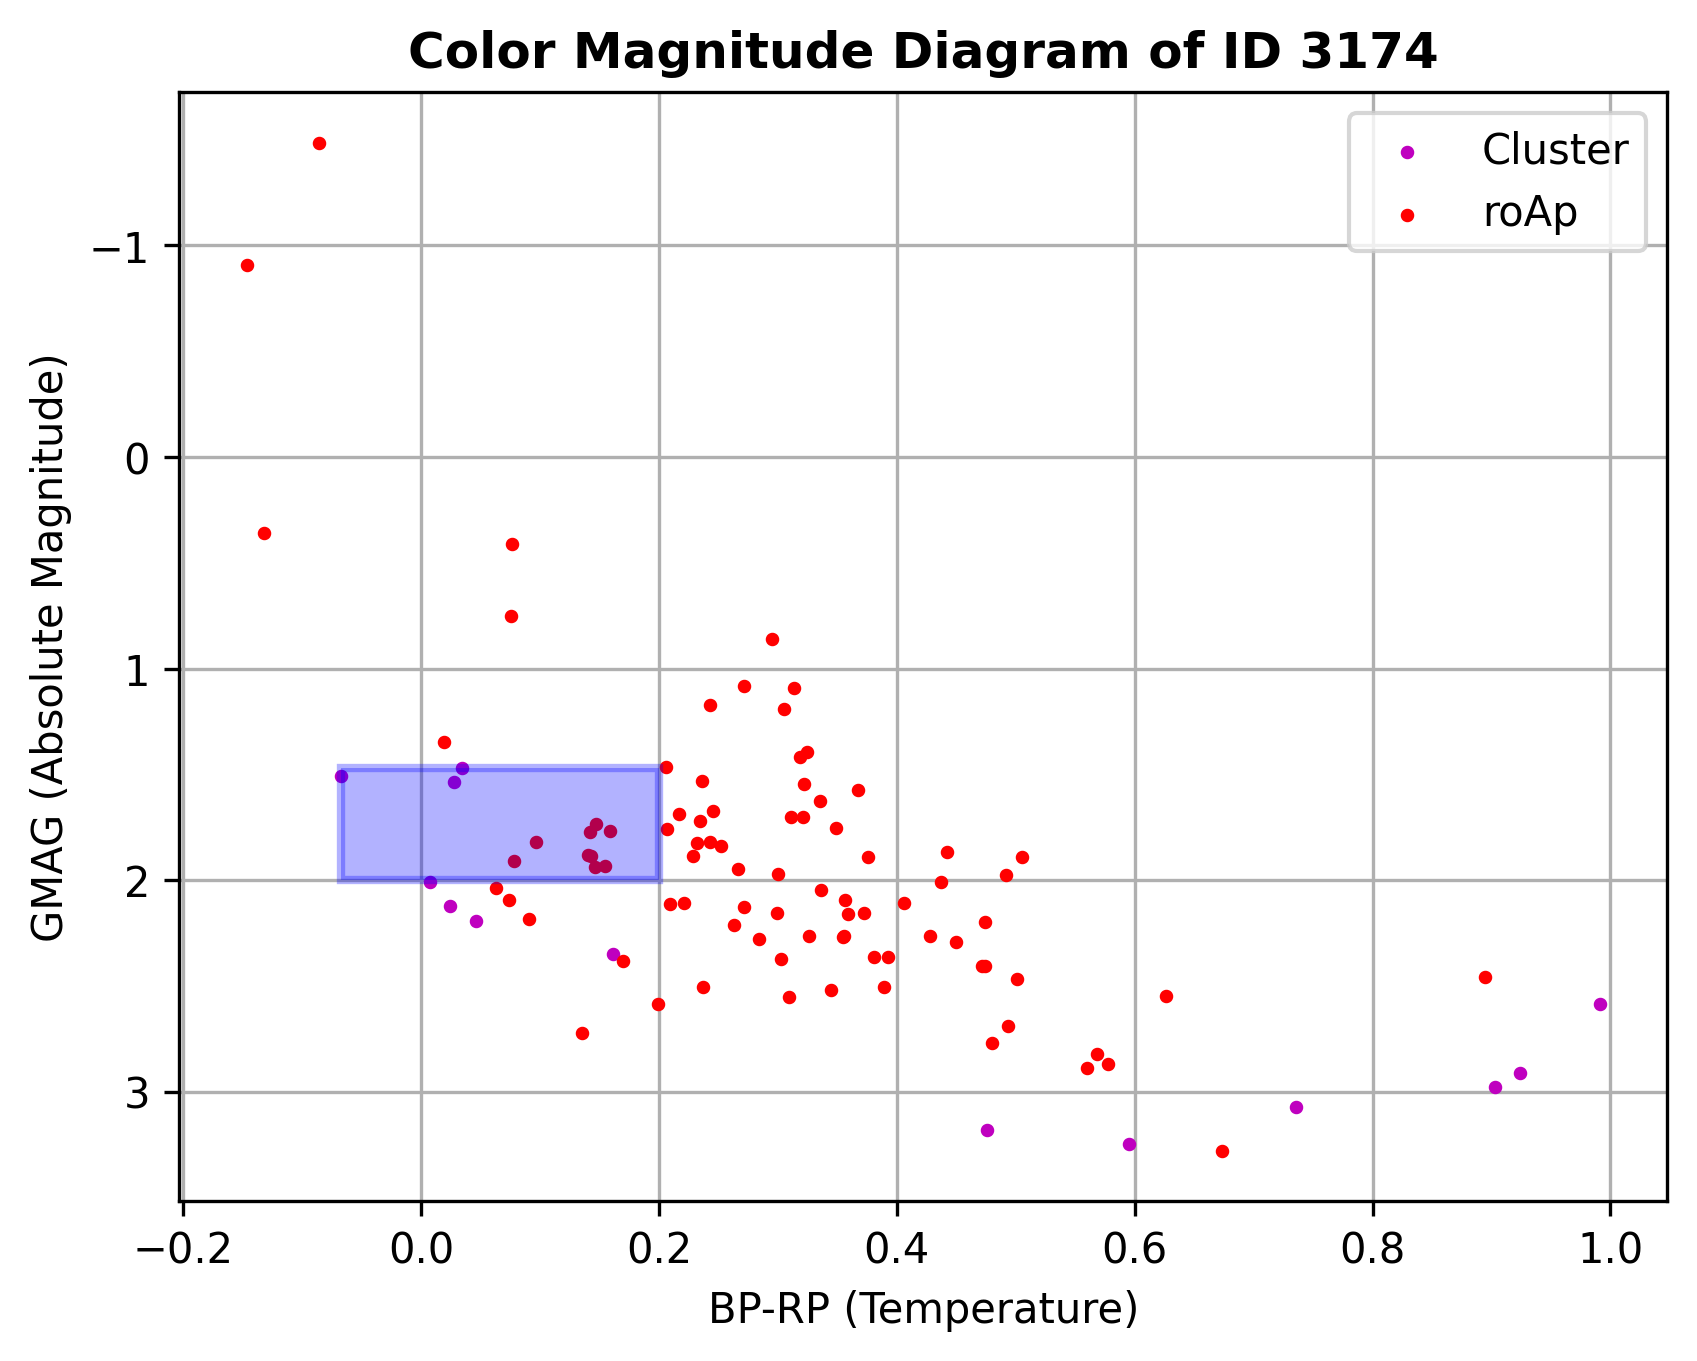 Color Magnitude Diagram of ID 3174
Cluster
roAp
GMAG (Absolute Magnitude)
−1
0
1
2
3
−0.2 0.0 0.2 0.4 0.6 0.8 1.0
BP-RP (Temperature)